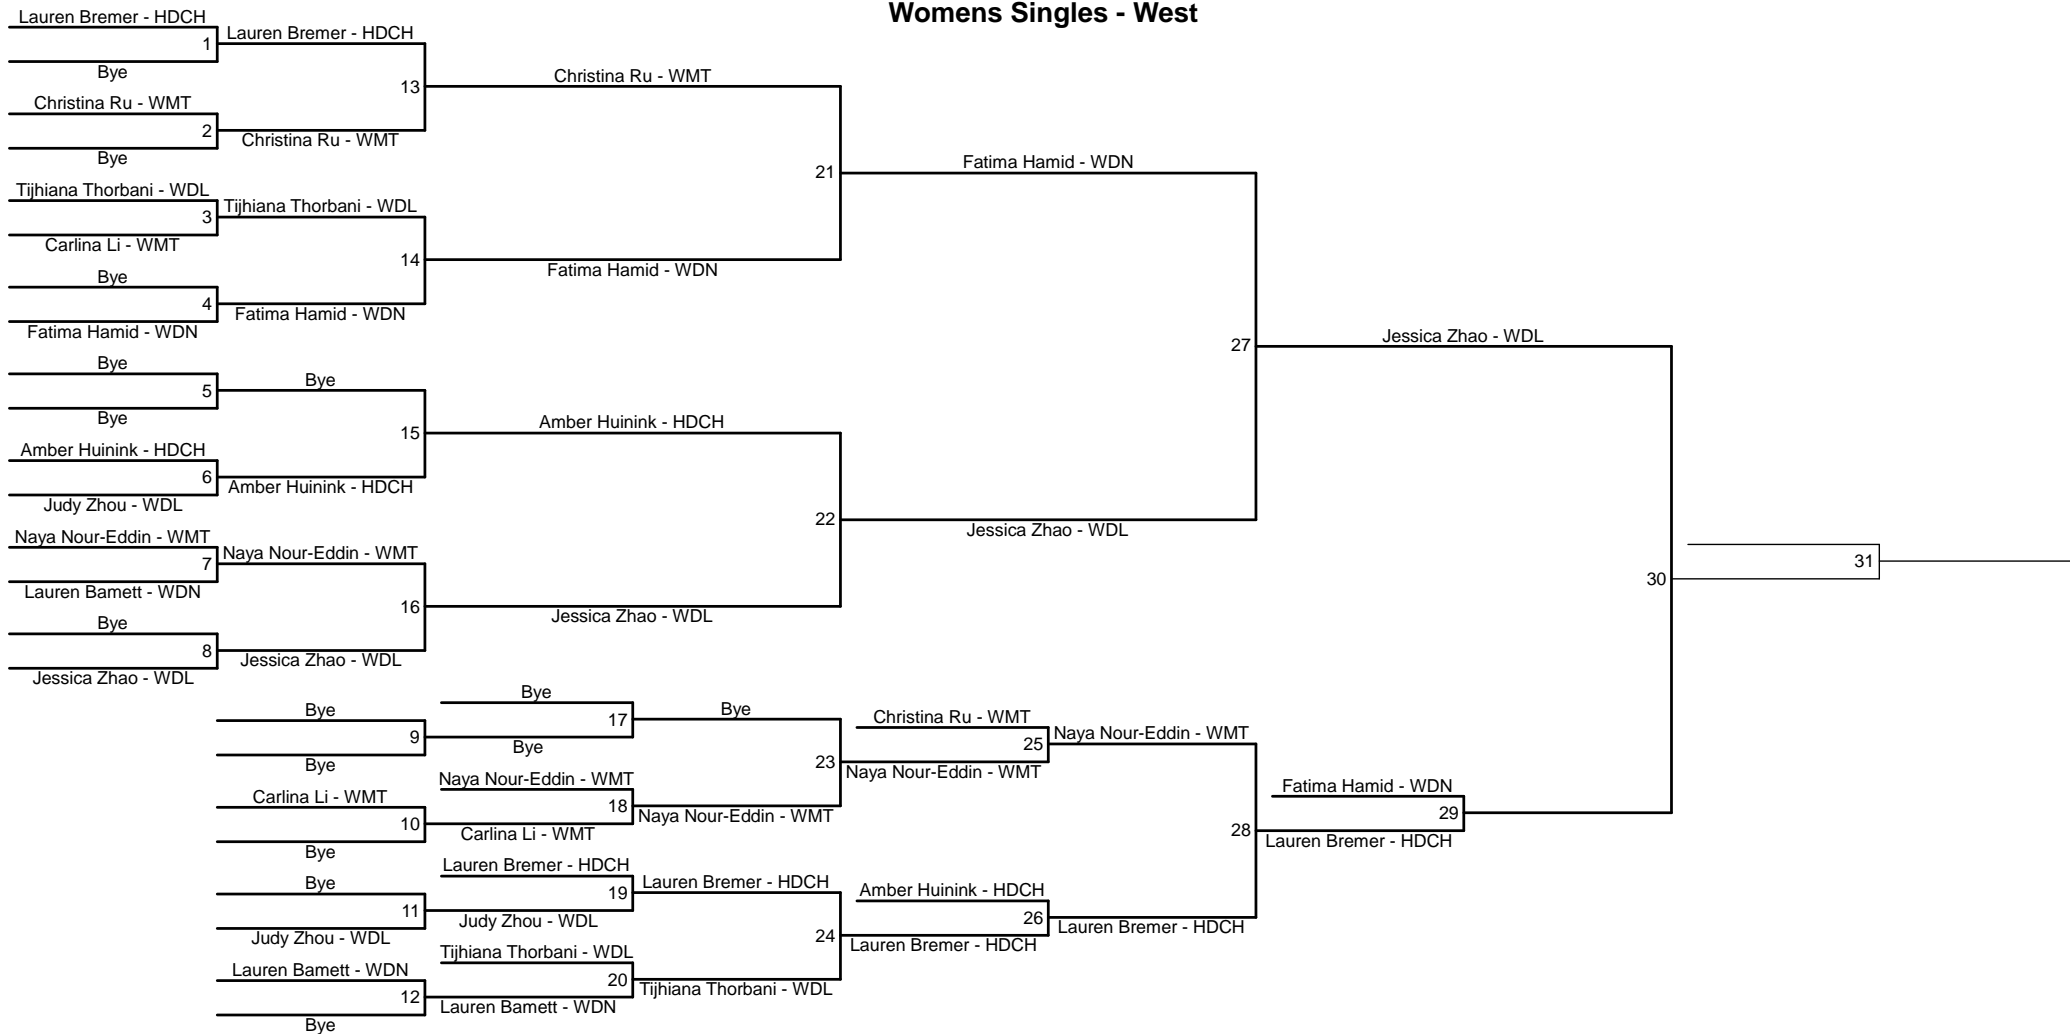 Womens Singles - West
Lauren Bremer - HDCH
1
Bye
Lauren Bremer - HDCH
Christina Ru - WMT
2
Bye
Christina Ru - WMT
13
Christina Ru - WMT
Tijhiana Thorbani - WDL
3
Carlina Li - WMT
Tijhiana Thorbani - WDL
Bye
4
Fatima Hamid - WDN
Fatima Hamid - WDN
14
Fatima Hamid - WDN
21
Fatima Hamid - WDN
Bye
5
Bye
Bye
Amber Huinink - HDCH
6
Judy Zhou - WDL
Amber Huinink - HDCH
15
Amber Huinink - HDCH
Naya Nour-Eddin - WMT
7
Lauren Bamett - WDN
Naya Nour-Eddin - WMT
Bye
8
Jessica Zhao - WDL
Jessica Zhao - WDL
16
Jessica Zhao - WDL
22
Jessica Zhao - WDL
27
Jessica Zhao - WDL
30
31
Bye
9
Bye
Bye
17
Bye
Bye
Carlina Li - WMT
10
Bye
Naya Nour-Eddin - WMT
18
Carlina Li - WMT
Naya Nour-Eddin - WMT
23
Christina Ru - WMT
25
Naya Nour-Eddin - WMT
Naya Nour-Eddin - WMT
Bye
11
Judy Zhou - WDL
Lauren Bremer - HDCH
19
Judy Zhou - WDL
Lauren Bremer - HDCH
Lauren Bamett - WDN
12
Bye
Tijhiana Thorbani - WDL
20
Lauren Bamett - WDN
Tijhiana Thorbani - WDL
24
Amber Huinink - HDCH
26
Lauren Bremer - HDCH
Lauren Bremer - HDCH
28
Fatima Hamid - WDN
29
Lauren Bremer - HDCH